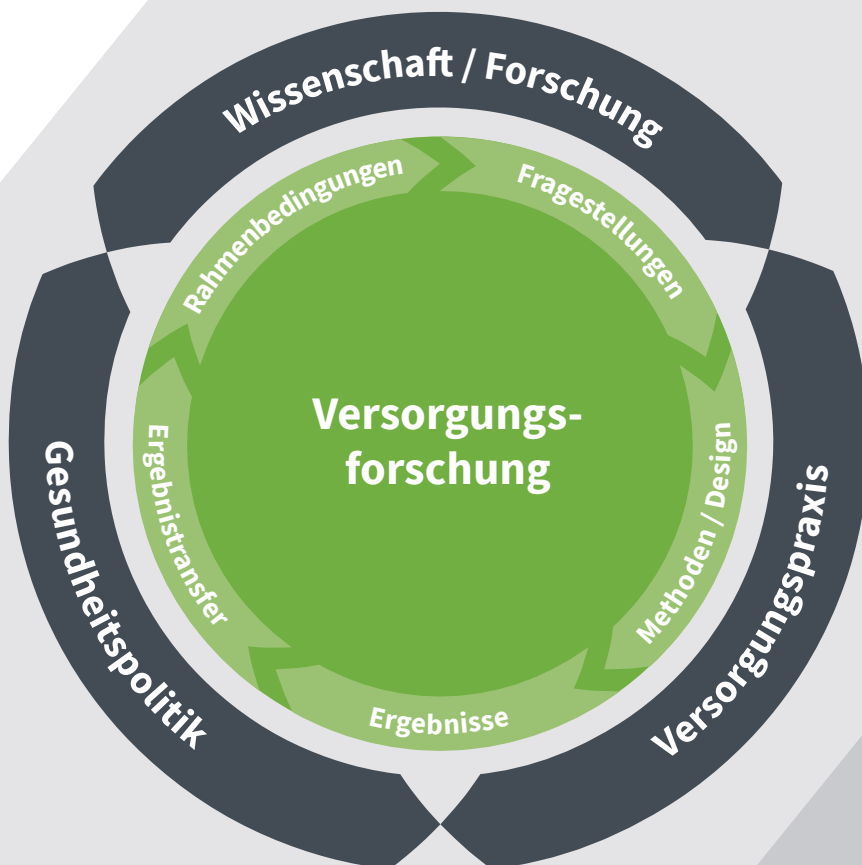 Wissenschaft / Forschung
Rahmenbedingungen
Fragestellungen
Versorgungs-
forschung
Ergebnistransfer
Methoden / Design
Gesundheitspolitik
Versorgungspraxis
Ergebnisse